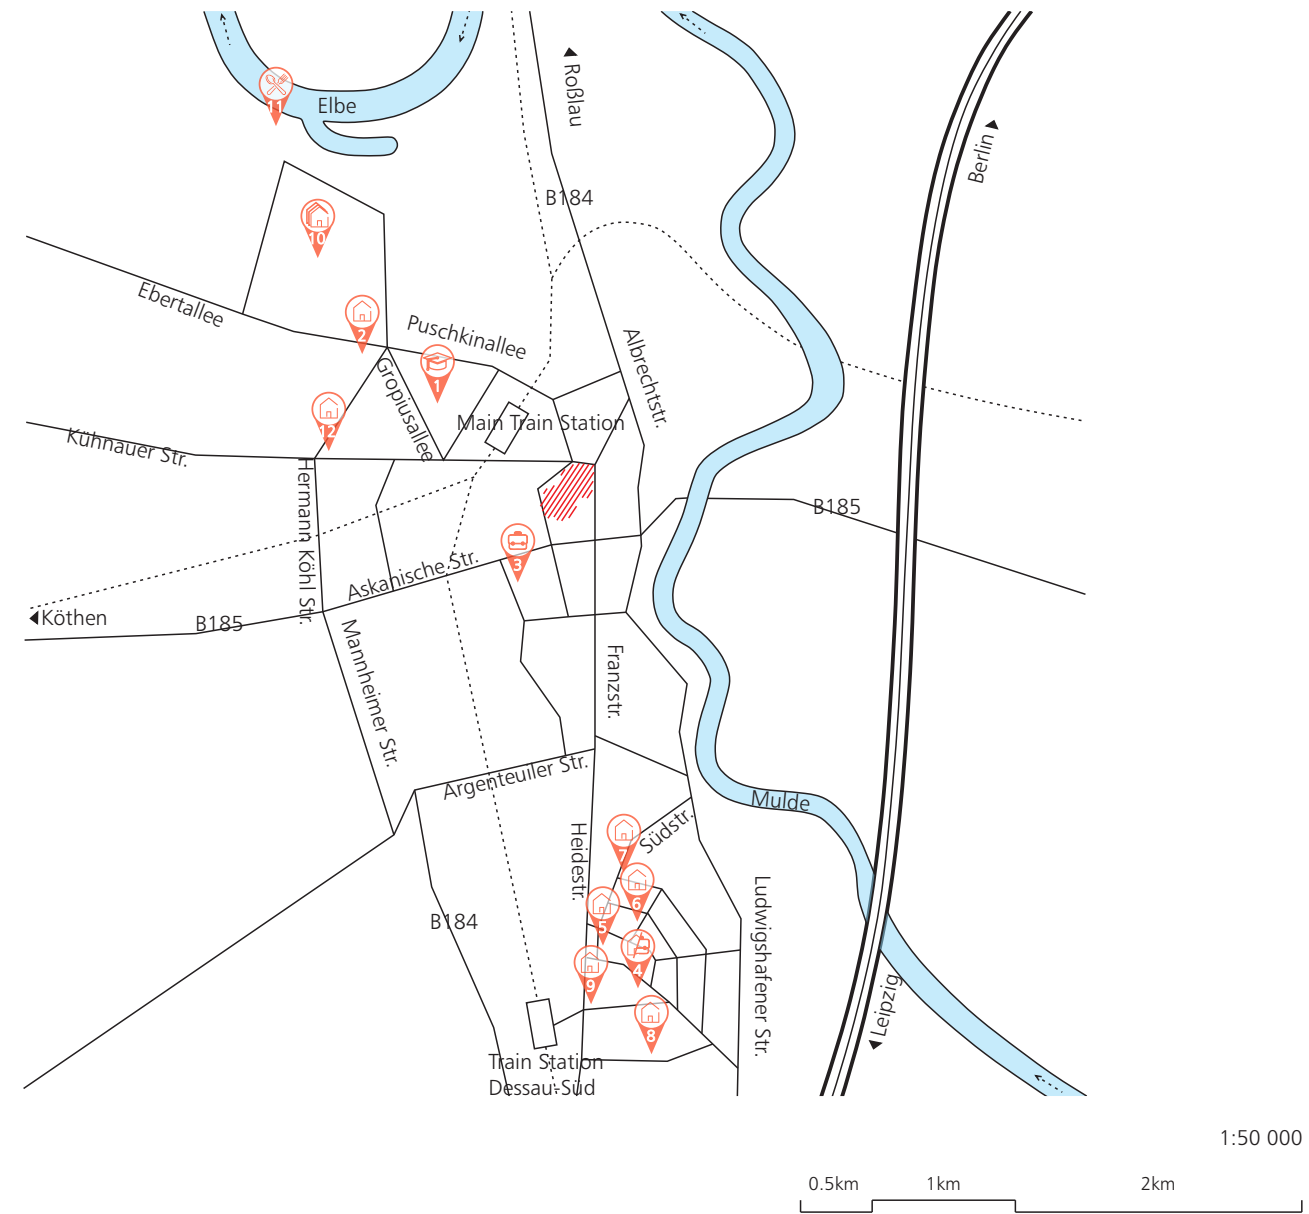 11
Elbe
Roßlau
Berlin
B184
10
Ebertallee
2
Puschkinallee
1
Gropiusallee
Albrechtstr.
12
Main Train Station
Kühnauer Str.
Hermann Köhl Str.
B185
3
Askanische Str.
Köthen
B185
Mannheimer Str.
Franzstr.
Argenteuiler Str.
Mulde
Heidestr.
7
Südstr.
6
5
B184
Ludwigshafener Str.
4
9
8
Leipzig
Train Station
Dessau-Süd
1:50 000
0.5km 1km 2km